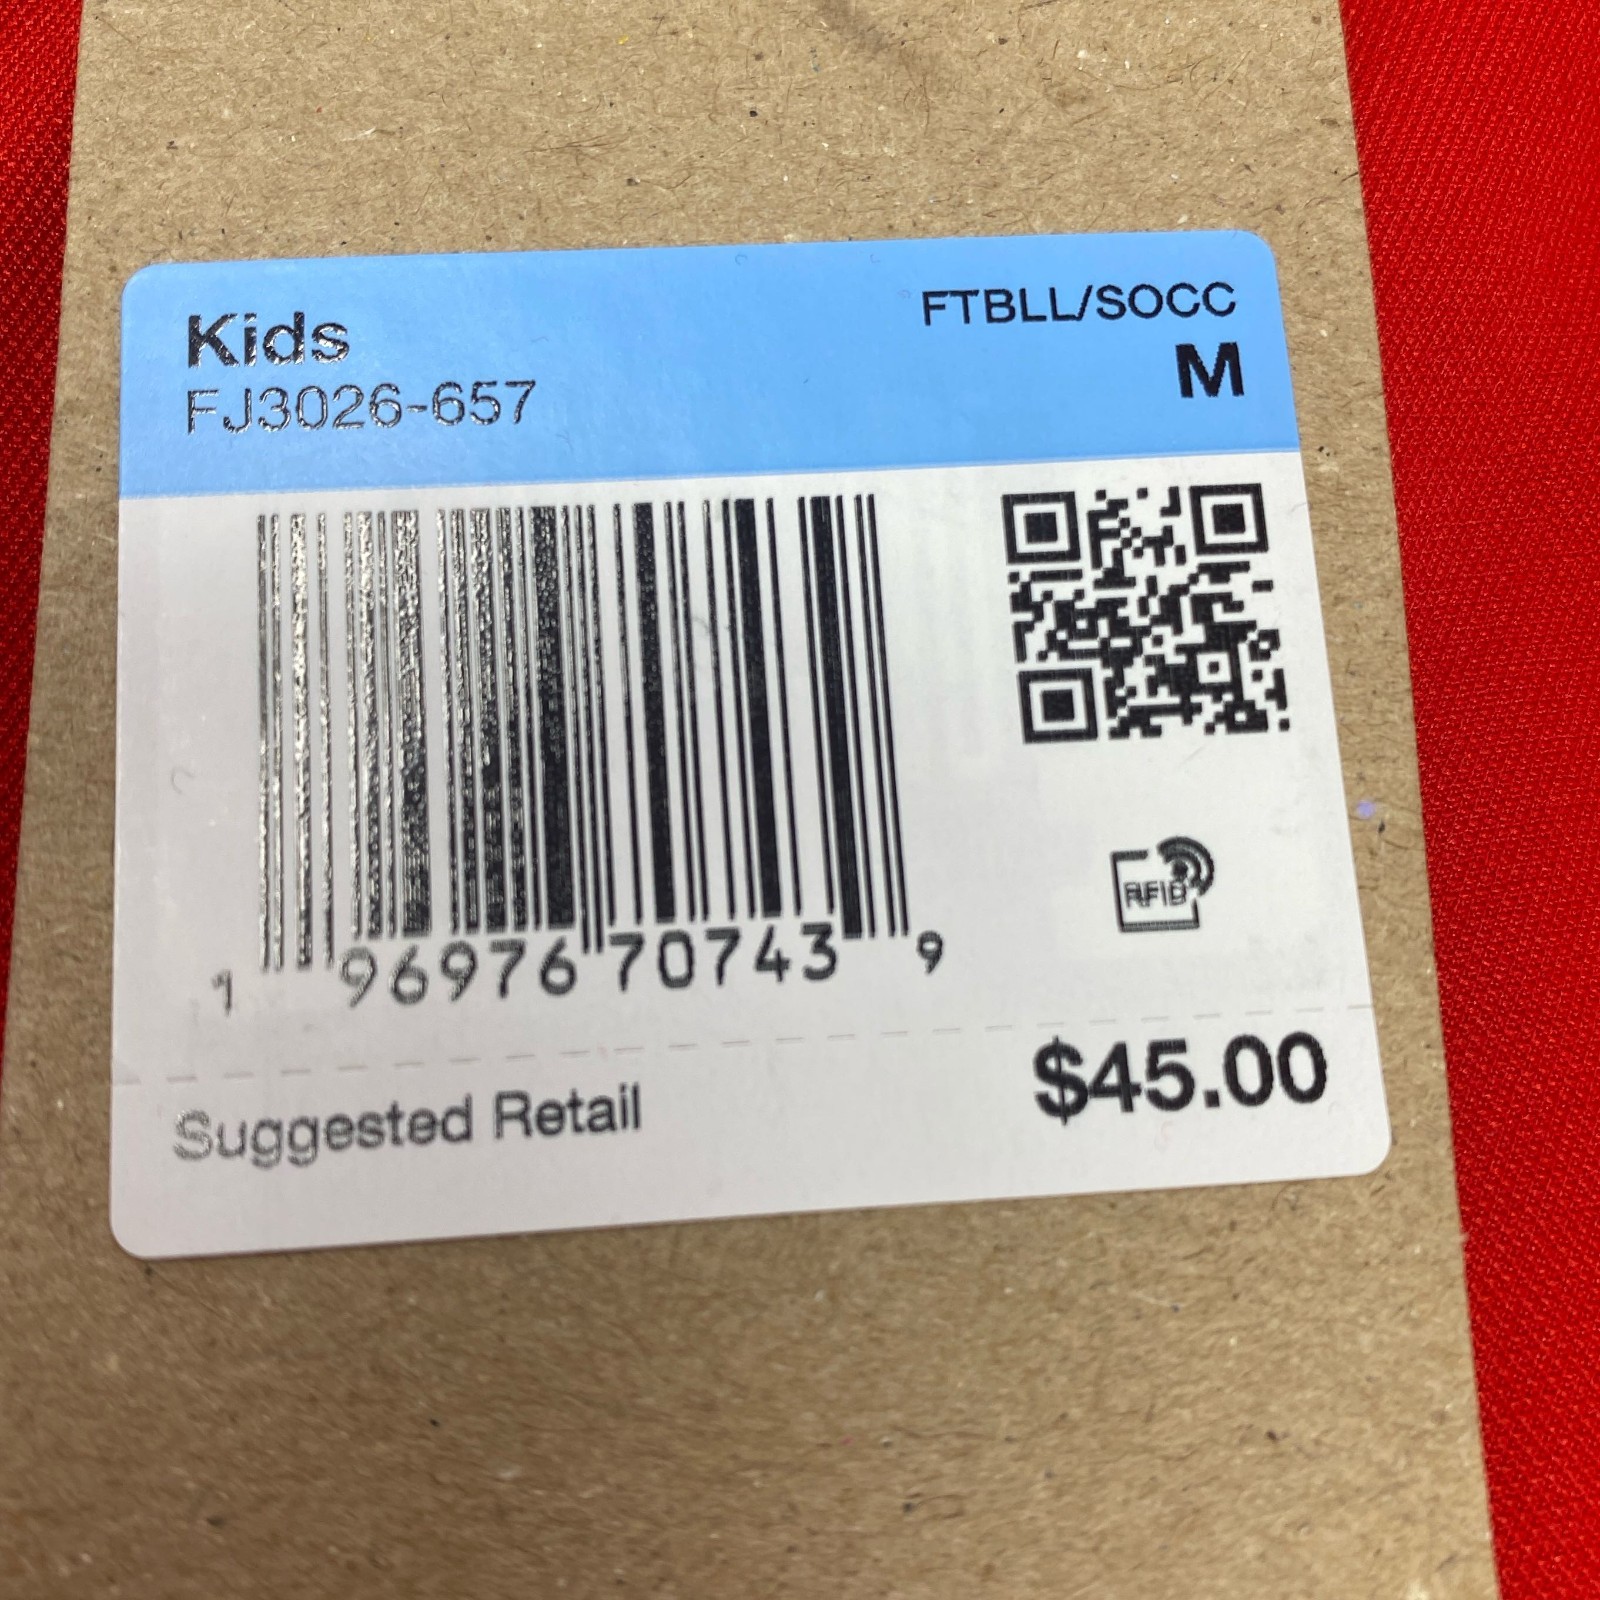 Kids
FTBLL/SOCC
FJ3026-657
M
RFID
1 96976 70743 9
Suggested Retail
$45.00